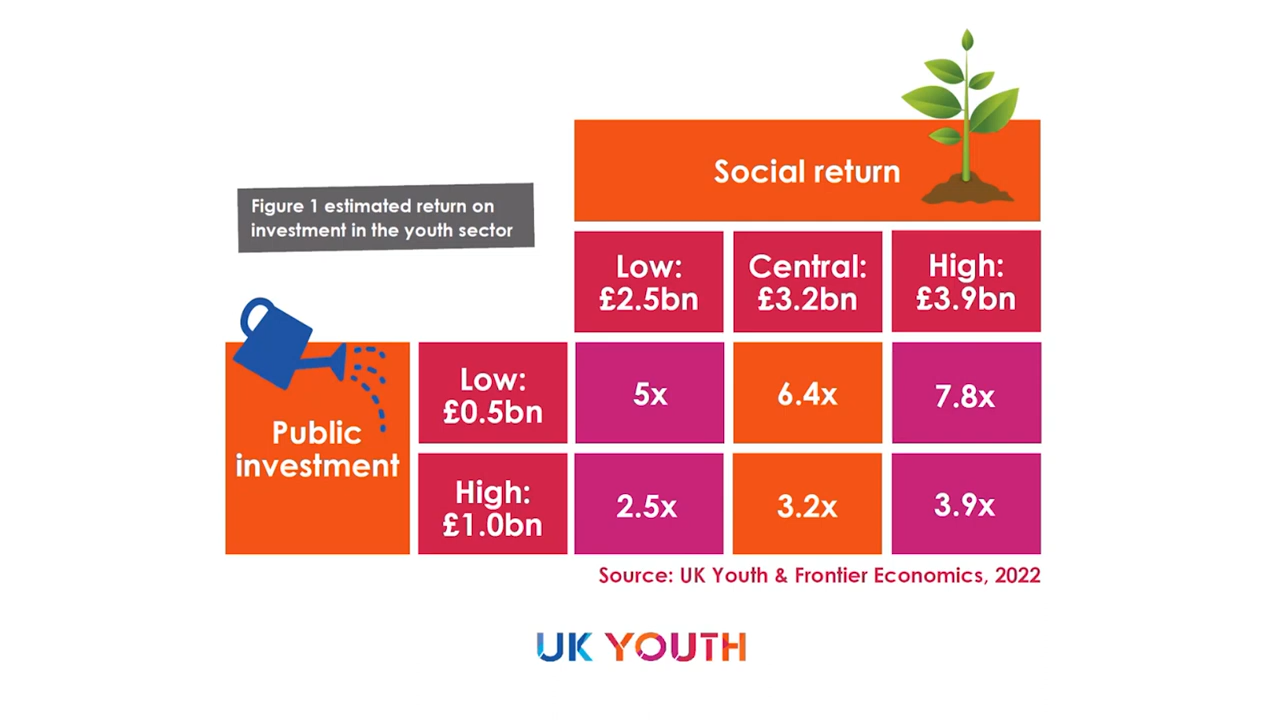 Social return
Figure 1 estimated return on
investment in the youth sector
Low:
£2.5bn
Central:
£3.2bn
High:
£3.9bn
Public
investment
Low:
£0.5bn
5x
6.4x
7.8x
High:
£1.0bn
2.5x
3.2x
3.9x
Source: UK Youth & Frontier Economics, 2022
UK YOUTH